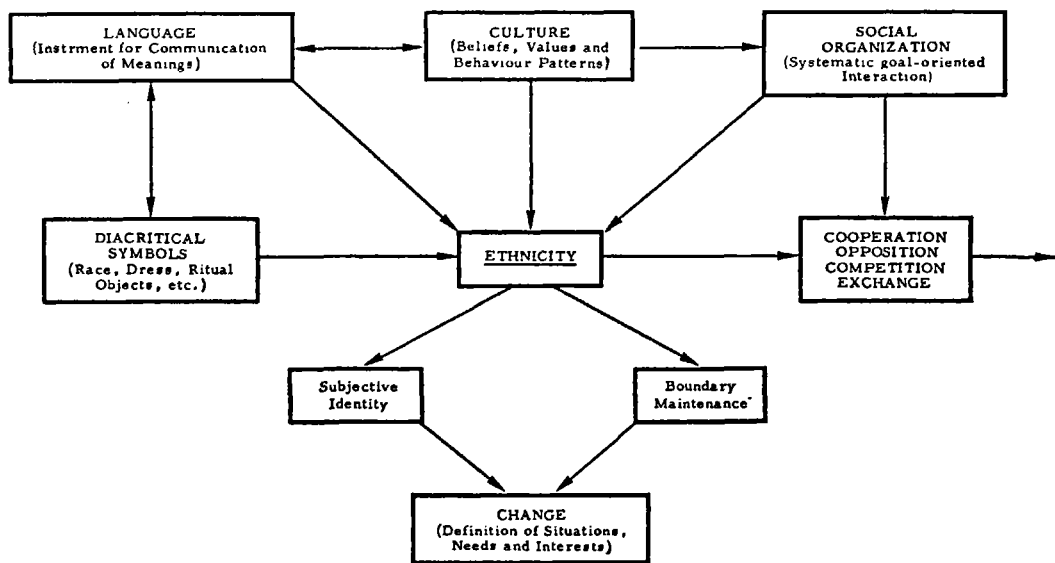 LANGUAGE
(Instrment for Communication
of Meanings)
CULTURE
(Beliefs, Values and
Behaviour Patterns)
SOCIAL
ORGANIZATION
(Systematic goal-oriented
Interaction)
DIACRITICAL
SYMBOLS
(Race, Dress, Ritual
Objects, etc.)
ETHNICITY
COOPERATION
OPPOSITION
COMPETITION
EXCHANGE
Subjective
Identity
Boundary
Maintenance
CHANGE
(Definition of Situations,
Needs and Interests)